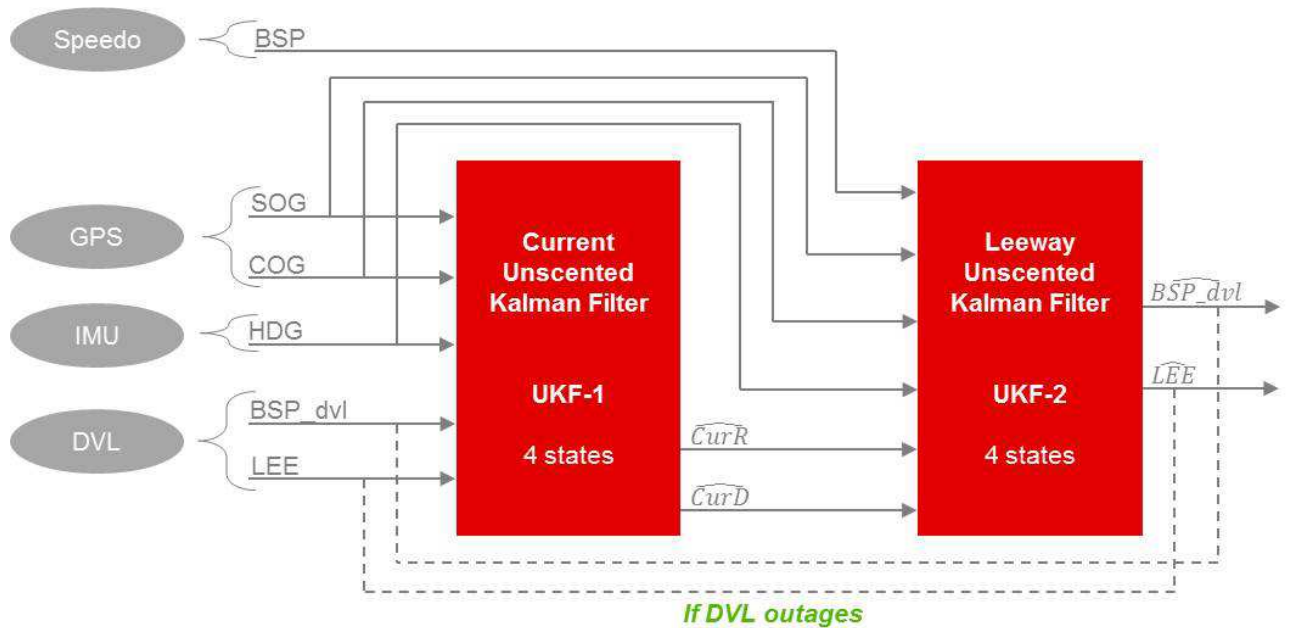 Speedo
BSP
GPS
SOG
COG
IMU
HDG
DVL
BSP_dvl
LEE
Current
Unscented
Kalman Filter
UKF-1
4 states
CurR
CurD
Leeway
Unscented
Kalman Filter
UKF-2
4 states
BSP_dvl
LEE
If DVL outages